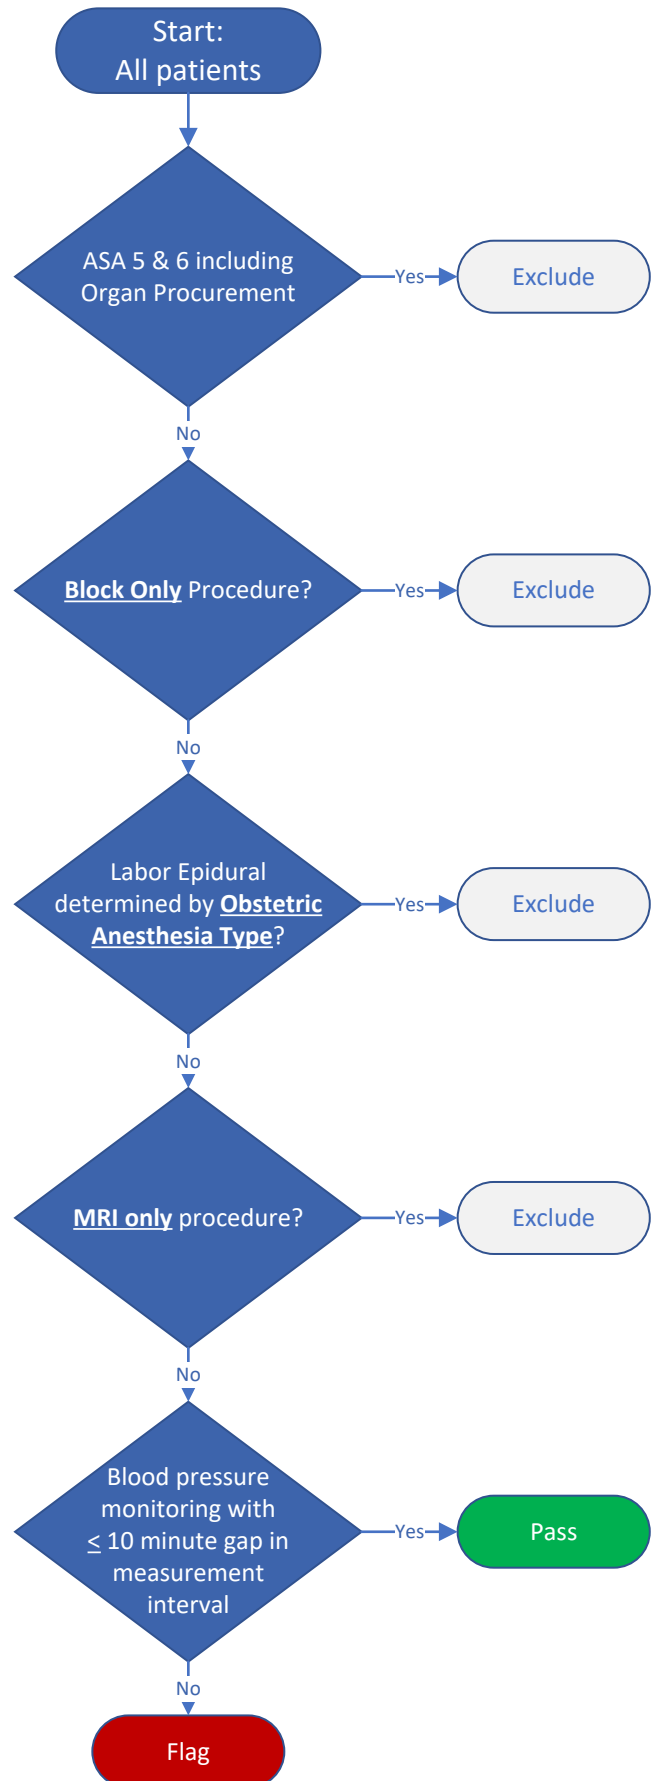 Start:
All patients
ASA 5 & 6 including
Organ Procurement
Yes
Exclude
No
Block Only Procedure?
Yes
Exclude
No
Labor Epidural
determined by Obstetric
Anesthesia Type?
Yes
Exclude
No
MRI only procedure?
Yes
Exclude
No
Blood pressure
monitoring with
≤ 10 minute gap in
measurement
interval
Yes
Pass
No
Flag